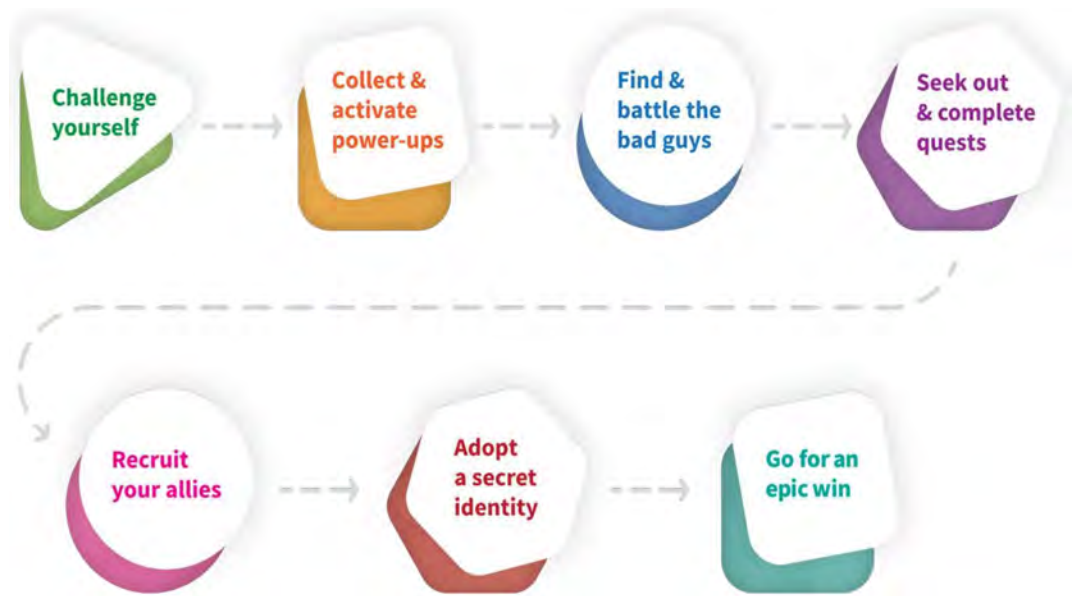 Challenge
yourself
Collect &
activate
power-ups
Find &
battle the
bad guys
Seek out
& complete
quests
Recruit
your allies
Adopt
a secret
identity
Go for an
epic win